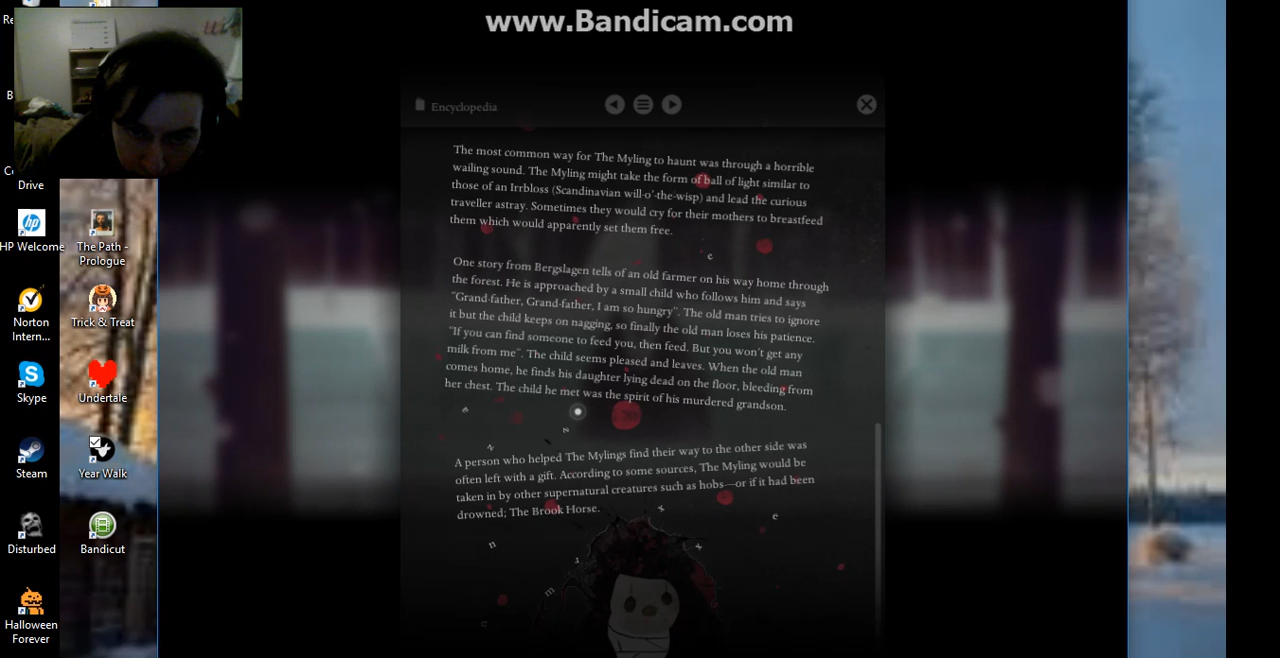 www.Bandicam.com
Encyclopedia
The most common way for The Myling to haunt was through a horrible
wailing sound. The Myling might take the form of ball of light similar to
those of an Irrbloss (Scandinavian will-o'-the-wisp) and lead the curious
traveller astray. Sometimes they would cry for their mothers to breastfeed
them which would apparently set them free.
One story from Bergslagen tells of an old farmer on his way home through
the forest. He is approached by a small child who follows him and says
"Grand-father, Grand-father, I am so hungry". The old man tries to ignore
it but the child keeps on nagging, so finally the old man loses his patience.
"If you can find someone to feed you, then feed. But you won't get any
milk from me". The child seems pleased and leaves. When the old man
comes home, he finds his daughter lying dead on the floor, bleeding from
her chest. The child he met was the spirit of his murdered grandson.
A person who helped The Mylings find their way to the other side was
often left with a gift. According to some sources, The Myling would be
taken in by other supernatural creatures such as hobs—or if it had been
drowned; The Brook Horse.
Drive
HP Welcome
The Path -
Prologue
Norton
Intern...
Trick & Treat
Skype
Undertale
Steam
Year Walk
Disturbed
Bandicut
Halloween
Forever